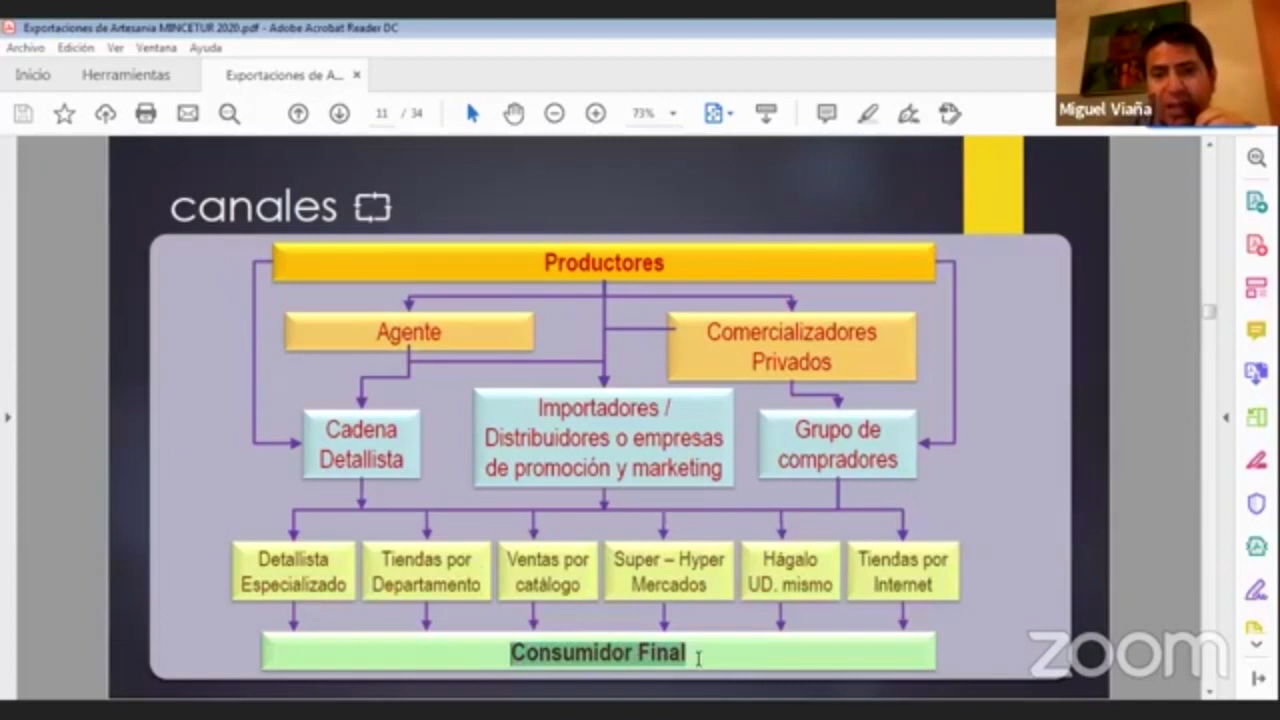 Exportaciones de Artesania MINCETUR 2020.pdf - Adobe Acrobat Reader DC
Archivo Edición Ver Ventana Ayuda
Inicio Herramientas Exportaciones de A... ×
11 / 34 73%
Miguel Viaña
canales
Productores
Agente
Comercializadores
Privados
Cadena
Detallista
Importadores /
Distribuidores o empresas
de promoción y marketing
Grupo de
compradores
Detallista
Especializado
Tiendas por
Departamento
Ventas por
catálogo
Super – Hyper
Mercados
Hágalo
UD. mismo
Tiendas por
Internet
Consumidor Final
zoom